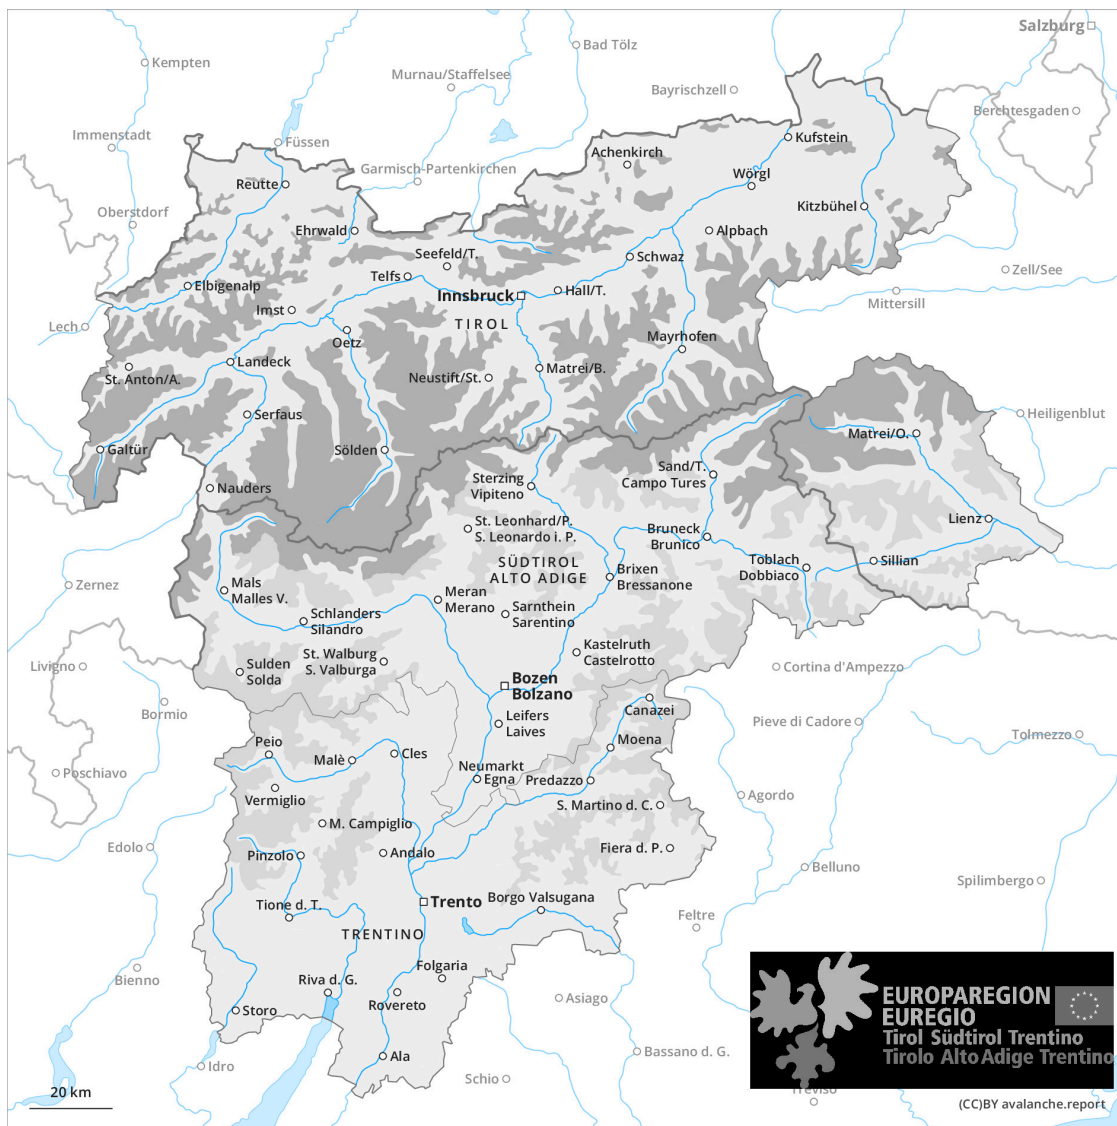 Salzburg
Bad Tölz
Kempten
Murnau/Staffelsee
Bayrischzell
Berchtesgaden
Immenstadt
Füssen
Kufstein
Achenkirch
Garmisch-Partenkirchen
Wörgl
Reutte
Oberstdorf
Kitzbühel
Ehrwald
Alpbach
Seefeld/T.
Schwaz
Zell/See
Telfs
Elbigenalp
Innsbruck
Hall/T.
Mittersill
Imst
TIROL
Lech
Oetz
Mayrhofen
Landeck
Matrei/B.
St. Anton/A.
Neustift/St.
Serfaus
Heiligenblut
Matrei/O.
Galtür
Sölden
Sand/T.
Campo Tures
Sterzing
Vipiteno
Nauders
St. Leonhard/P.
S. Leonardo i. P.
Lienz
Bruneck
Brunico
SÜDTIROL
ALTO ADIGE
Toblach
Dobbiaco
Sillian
Brixen
Bressanone
Zernez
Mals
Malles V.
Meran
Merano
Schlanders
Silandro
Sarnthein
Sarentino
St. Walburg
S. Valburga
Kastelruth
Castelrotto
Livigno
Sulden
Solda
Cortina d'Ampezzo
Bozen
Bolzano
Bormio
Canazei
Leifers
Laives
Pieve di Cadore
Tolmezzo
Peio
Moena
Cles
Malè
Neumarkt
Egna
Poschiavo
Predazzo
Vermiglio
Agordo
S. Martino d. C.
M. Campiglio
Edolo
Pinzolo
Andalo
Fiera d. P.
Belluno
Spilimbergo
Borgo Valsugana
Trento
Tione d. T.
Feltre
TRENTINO
Bienno
Folgaria
Riva d. G.
Rovereto
Asiago
Storo
EUROPAREGION
EUREGIO
Tirol Südtirol Trentino
Tirolo Alto Adige Trentino
Ala
Bassano d. G.
Idro
Schio
Treviso
20 km
(CC)BY avalanche.report